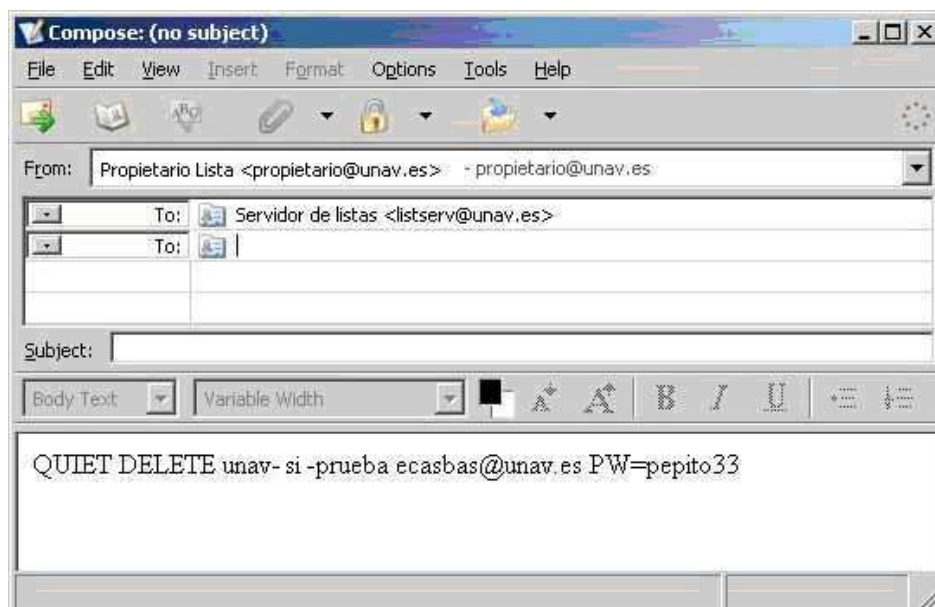 Compose: (no subject)
File Edit View Insert Format Options Tools Help
From: Propietario Lista <propietario@unav.es> - propietario@unav.es
To: Servidor de listas <listserv@unav.es>
To:
Subject:
Body Text Variable Width B I U
QUIET DELETE unav- si -prueba ecasbas@unav.es PW=pepito33